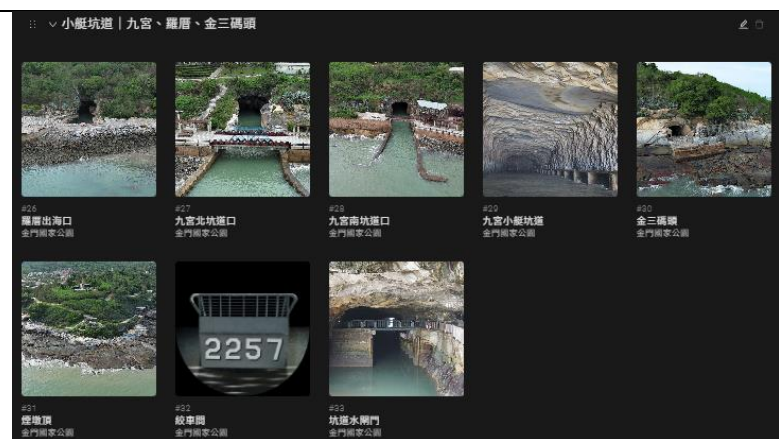 小艇坑道｜九宮、羅厝、金三碼頭
#26
羅厝出海口
金門國家公園
#27
九宮北坑道口
金門國家公園
#28
九宮南坑道口
金門國家公園
#29
九宮小艇坑道
金門國家公園
#30
金三碼頭
金門國家公園
#31
煙墩頂
金門國家公園
2257
#32
絞車間
金門國家公園
#33
坑道水閘門
金門國家公園